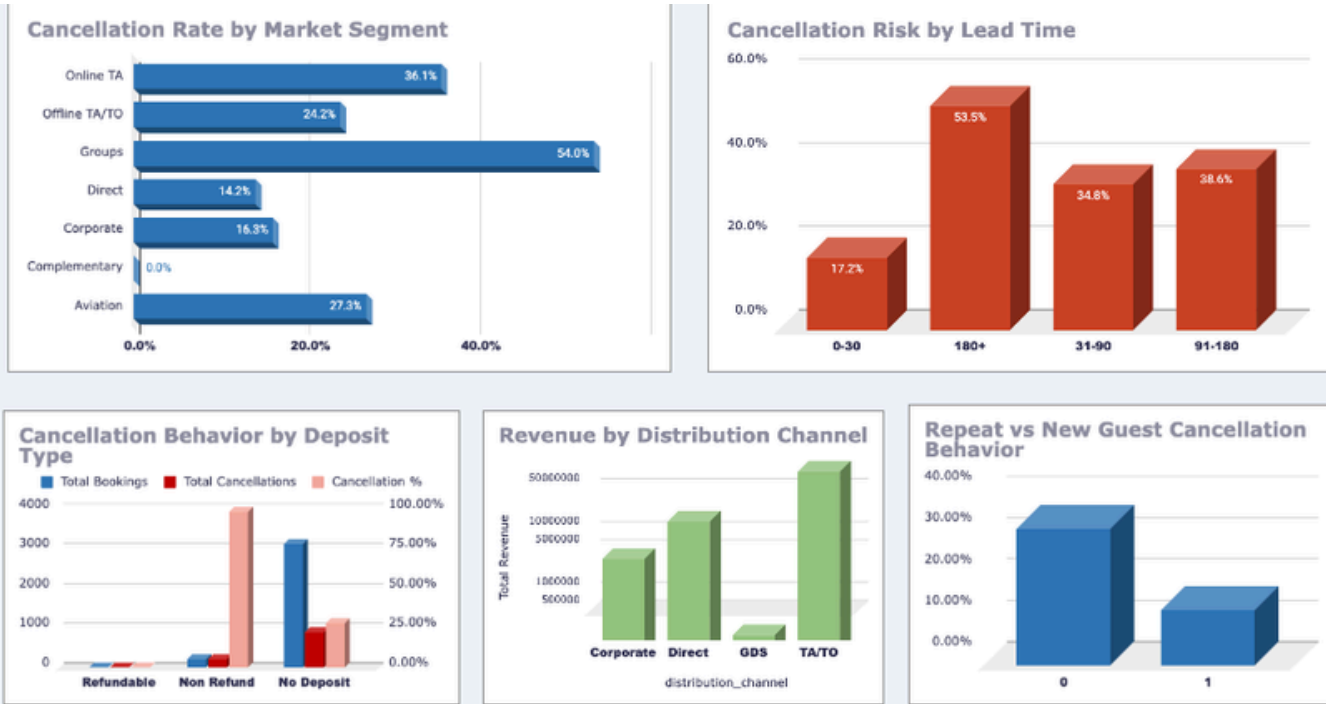 Cancellation Rate by Market Segment
Online TA
36.1%
Offline TA/TO
24.2%
Groups
54.0%
Direct
14.2%
Corporate
16.3%
Complementary
0.0%
Aviation
27.3%
0.0% 20.0% 40.0%
Cancellation Risk by Lead Time
60.0%
40.0%
20.0%
0.0%
17.2%
53.5%
34.8%
38.6%
0-30 180+ 31-90 91-180
Cancellation Behavior by Deposit
Type
Total Bookings Total Cancellations Cancellation %
4000 100.00%
3000 75.00%
2000 50.00%
1000 25.00%
0 0.00%
Refundable Non Refund No Deposit
Revenue by Distribution Channel
Total Revenue
50000000
10000000
5000000
1000000
500000
Corporate Direct GDS TA/TO
distribution_channel
Repeat vs New Guest Cancellation
Behavior
40.00%
30.00%
20.00%
10.00%
0.00%
0 1